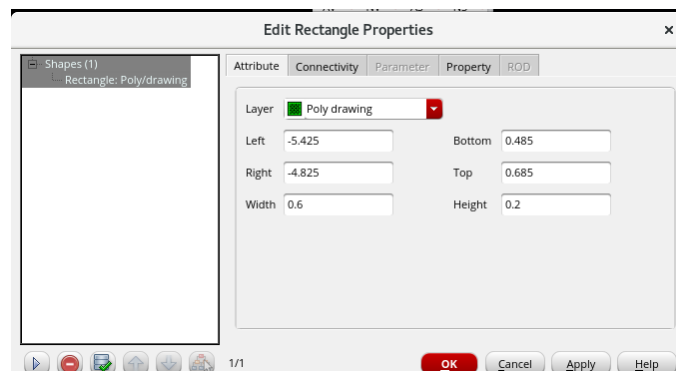 Edit Rectangle Properties
Shapes (1)
Rectangle: Poly/drawing
Attribute Connectivity Parameter Property ROD
Layer Poly drawing
Left -5.425 Bottom 0.485
Right -4.825 Top 0.685
Width 0.6 Height 0.2
1/1
OK Cancel Apply Help